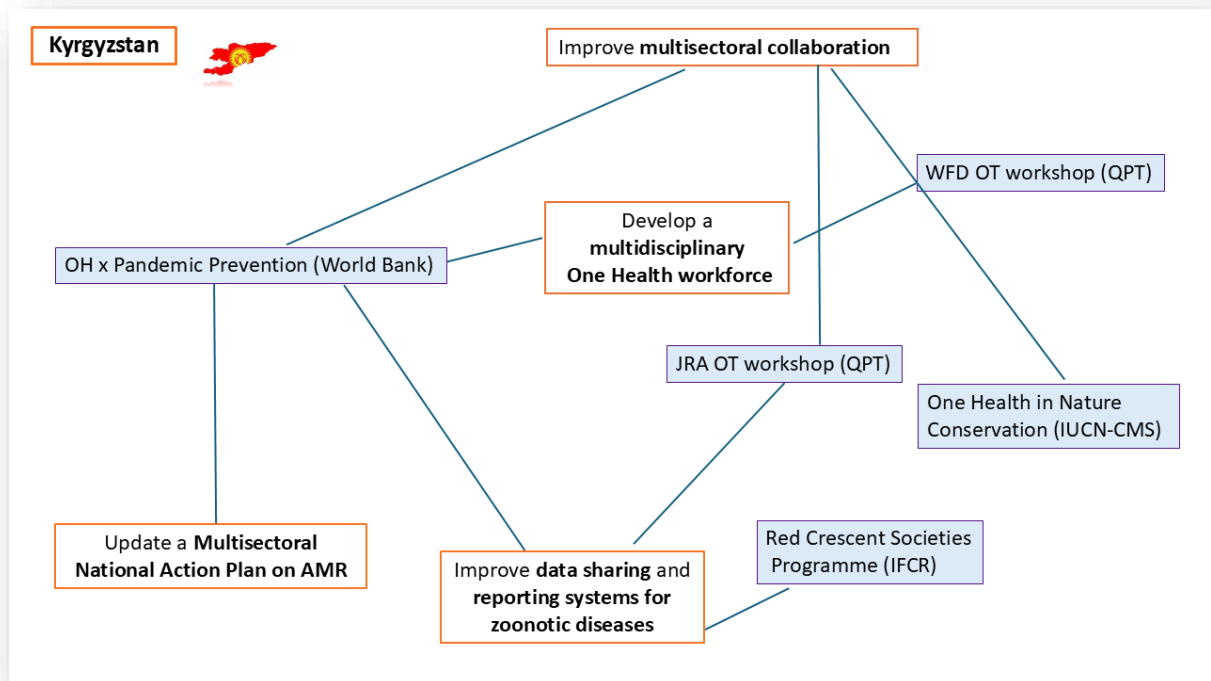 Kyrgyzstan
Improve multisectoral collaboration
WFD OT workshop (QPT)
Develop a
multidisciplinary
One Health workforce
OH x Pandemic Prevention (World Bank)
JRA OT workshop (QPT)
One Health in Nature
Conservation (IUCN-CMS)
Update a Multisectoral
National Action Plan on AMR
Improve data sharing and
reporting systems for
zoonotic diseases
Red Crescent Societies
Programme (IFCR)